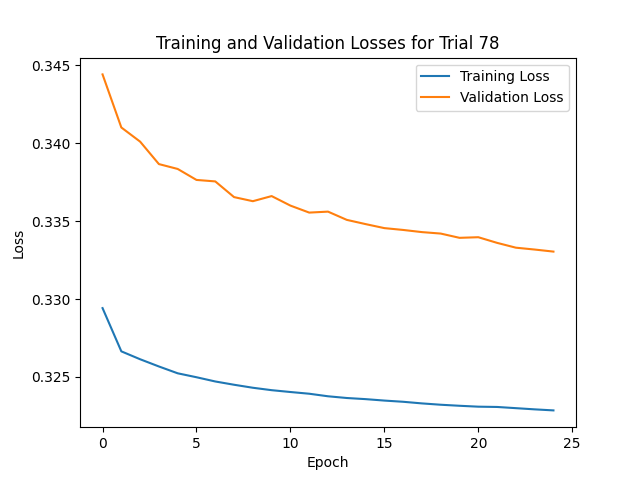 Training and Validation Losses for Trial 78
Training Loss
Validation Loss
Loss
0.345
0.340
0.335
0.330
0.325
0 5 10 15 20 25
Epoch